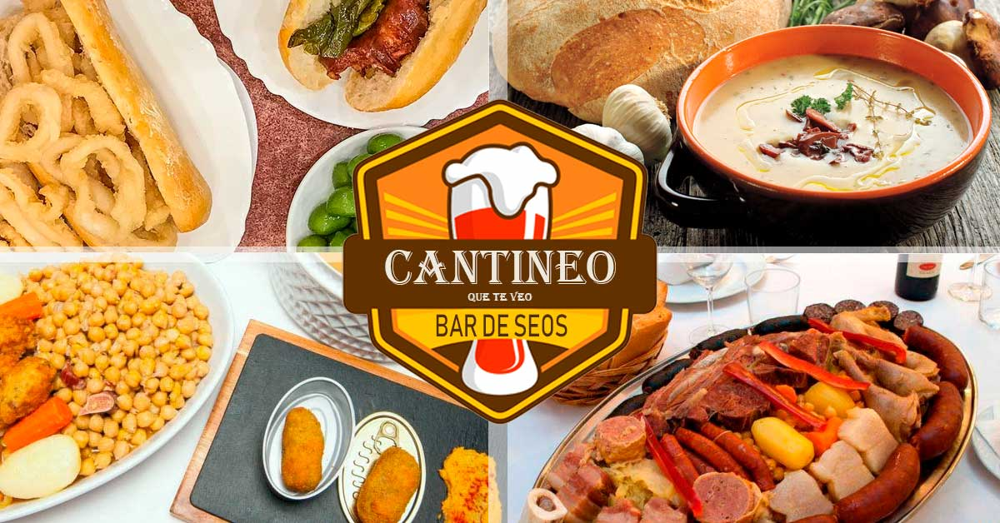 CANTINEO
QUE TE VEO
BAR DE SEOS